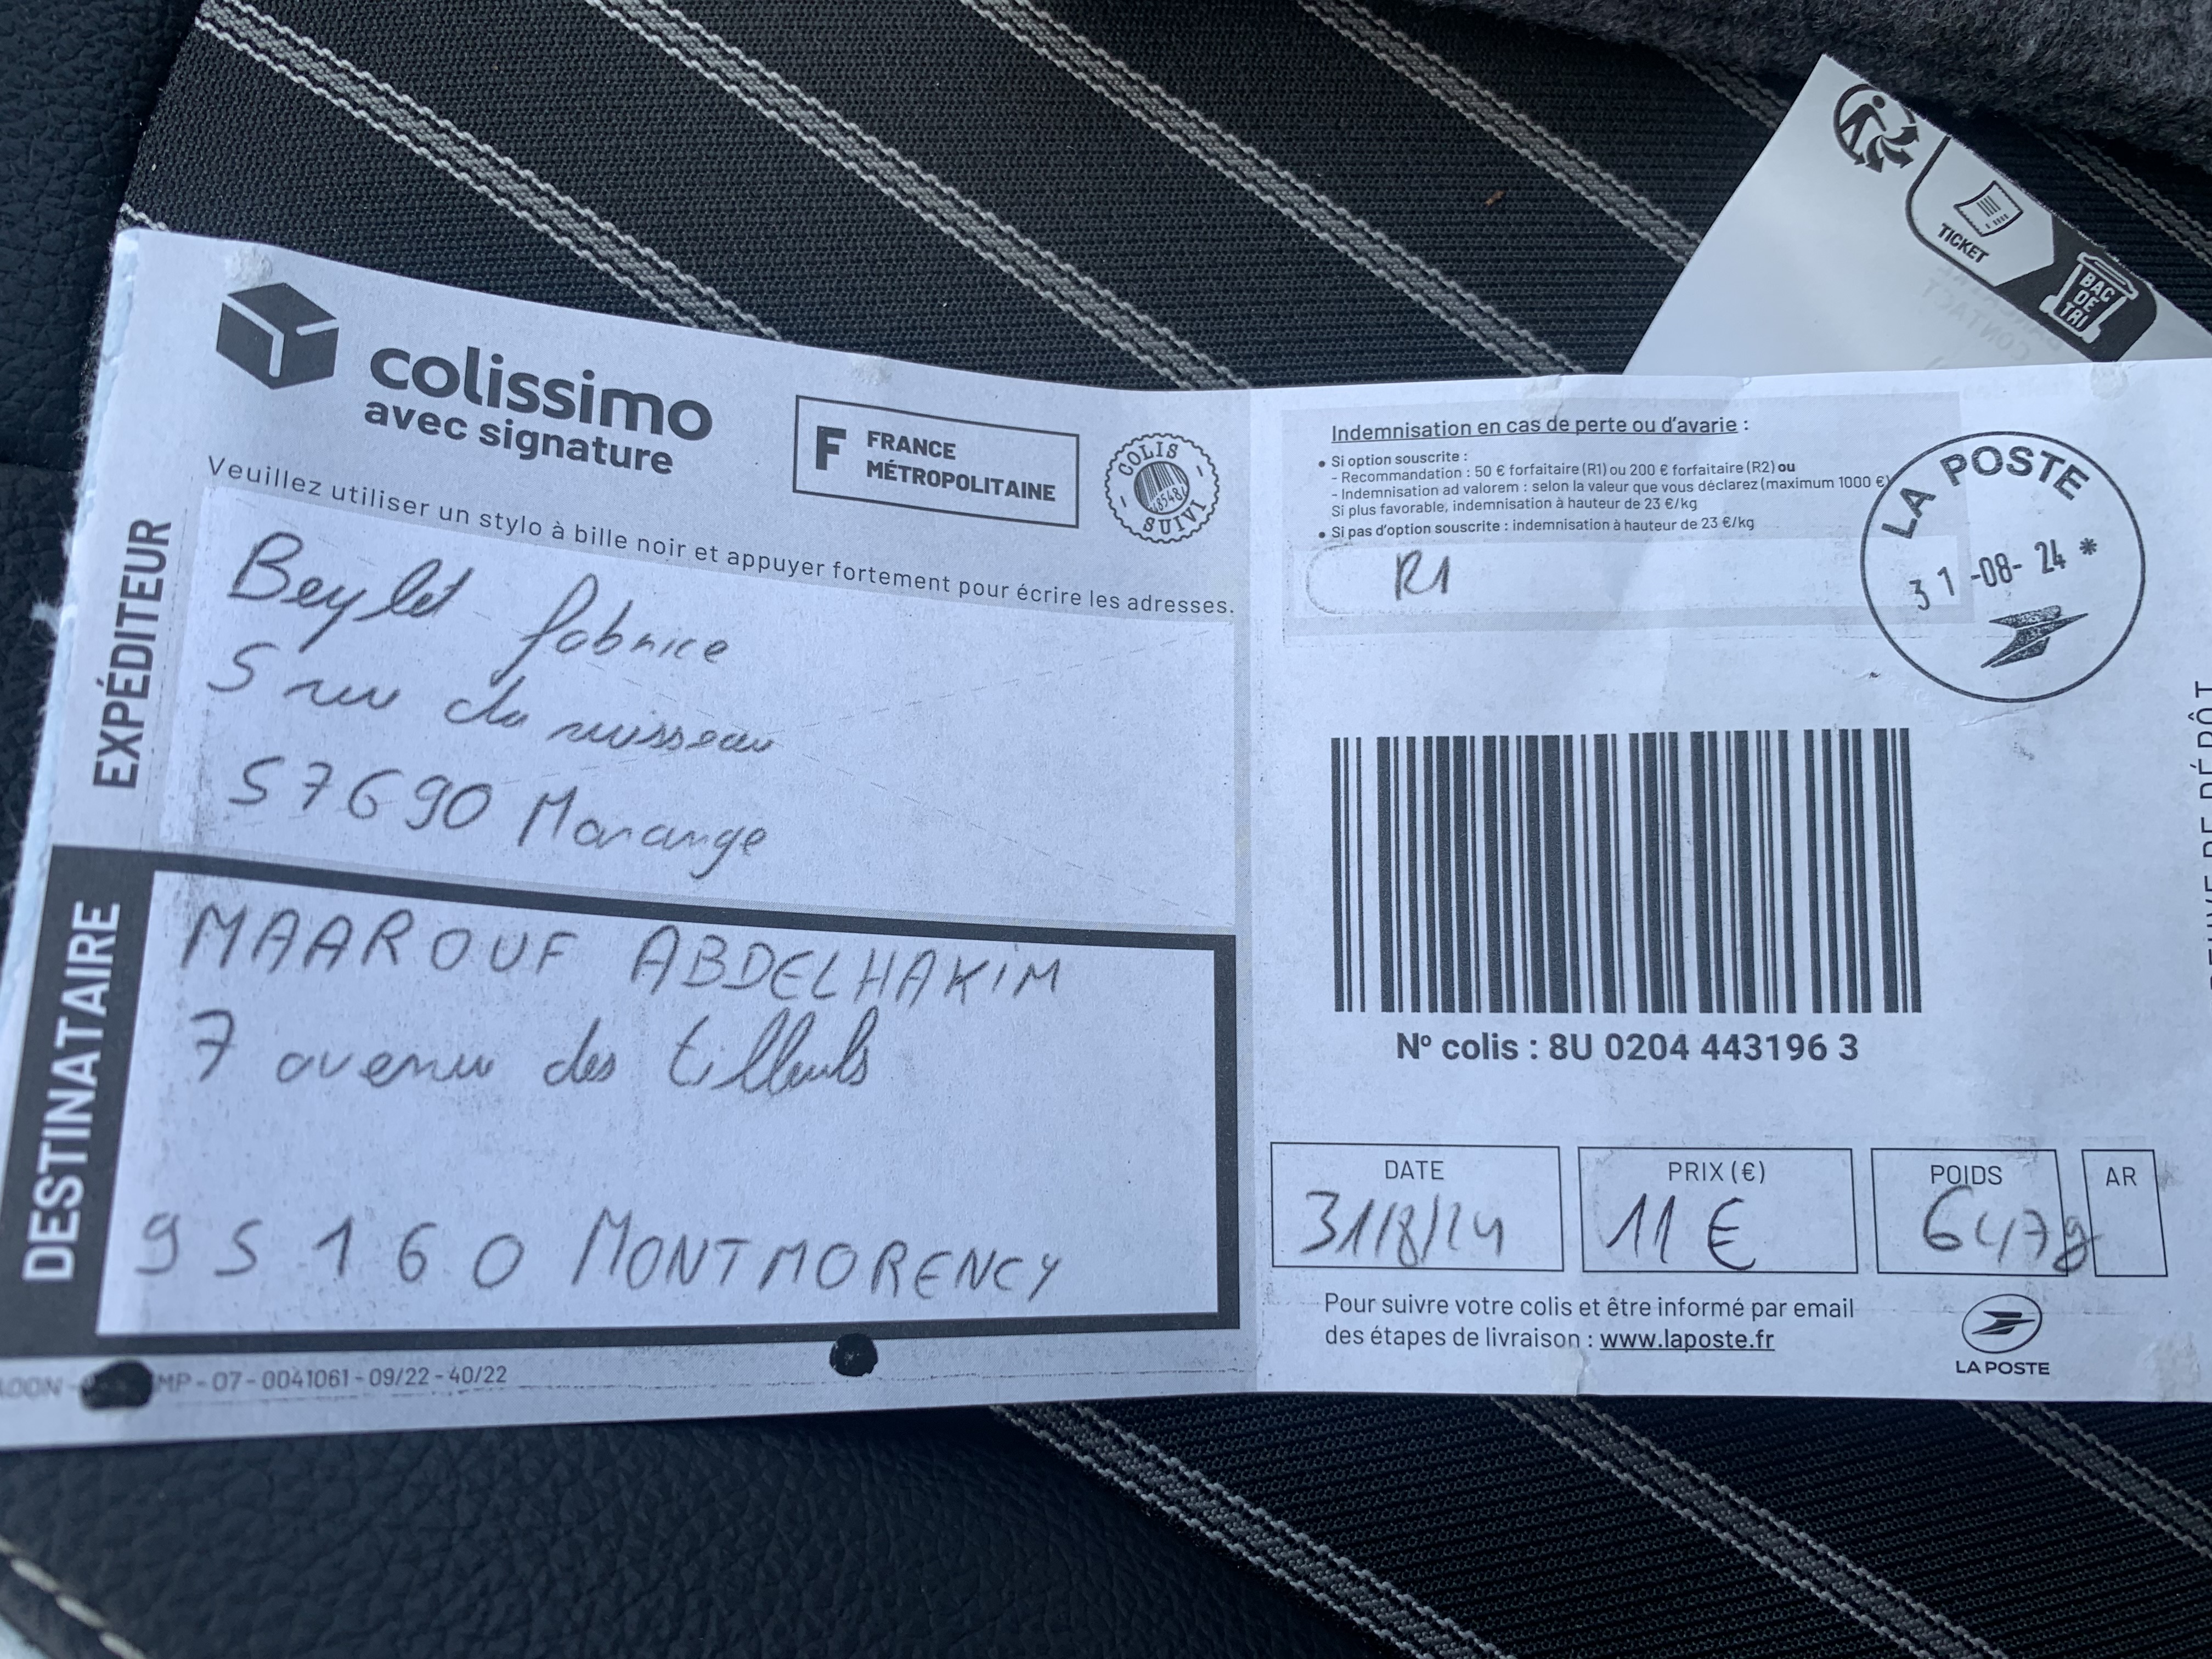 colissimo
avec signature
F FRANCE
MÉTROPOLITAINE
COLIS
8548
SUIVI
Veuillez utiliser un stylo à bille noir et appuyer fortement pour écrire les adresses.
EXPÉDITEUR
Beylet fabrice
5 rue du ruisseau
57690 Marange
DESTINATAIRE
MAAROUF ABDELHAKIM
7 avenue des tilleuls
95160 MONTMORENCY
MP - 07 - 0041061 - 09/22 - 40/22
Indemnisation en cas de perte ou d'avarie :
• Si option souscrite :
- Recommandation : 50 € forfaitaire (R1) ou 200 € forfaitaire (R2) ou
- Indemnisation ad valorem : selon la valeur que vous déclarez (maximum 1000 €)
Si plus favorable, indemnisation à hauteur de 23 €/kg
• Si pas d'option souscrite : indemnisation à hauteur de 23 €/kg
R1
LA POSTE
31-08-24 *
N° colis : 8U 0204 443196 3
DATE
31/8/24
PRIX (€)
11 €
POIDS
647g
AR
Pour suivre votre colis et être informé par email
des étapes de livraison : www.laposte.fr
LA POSTE
TICKET
BAC
DE
TRI